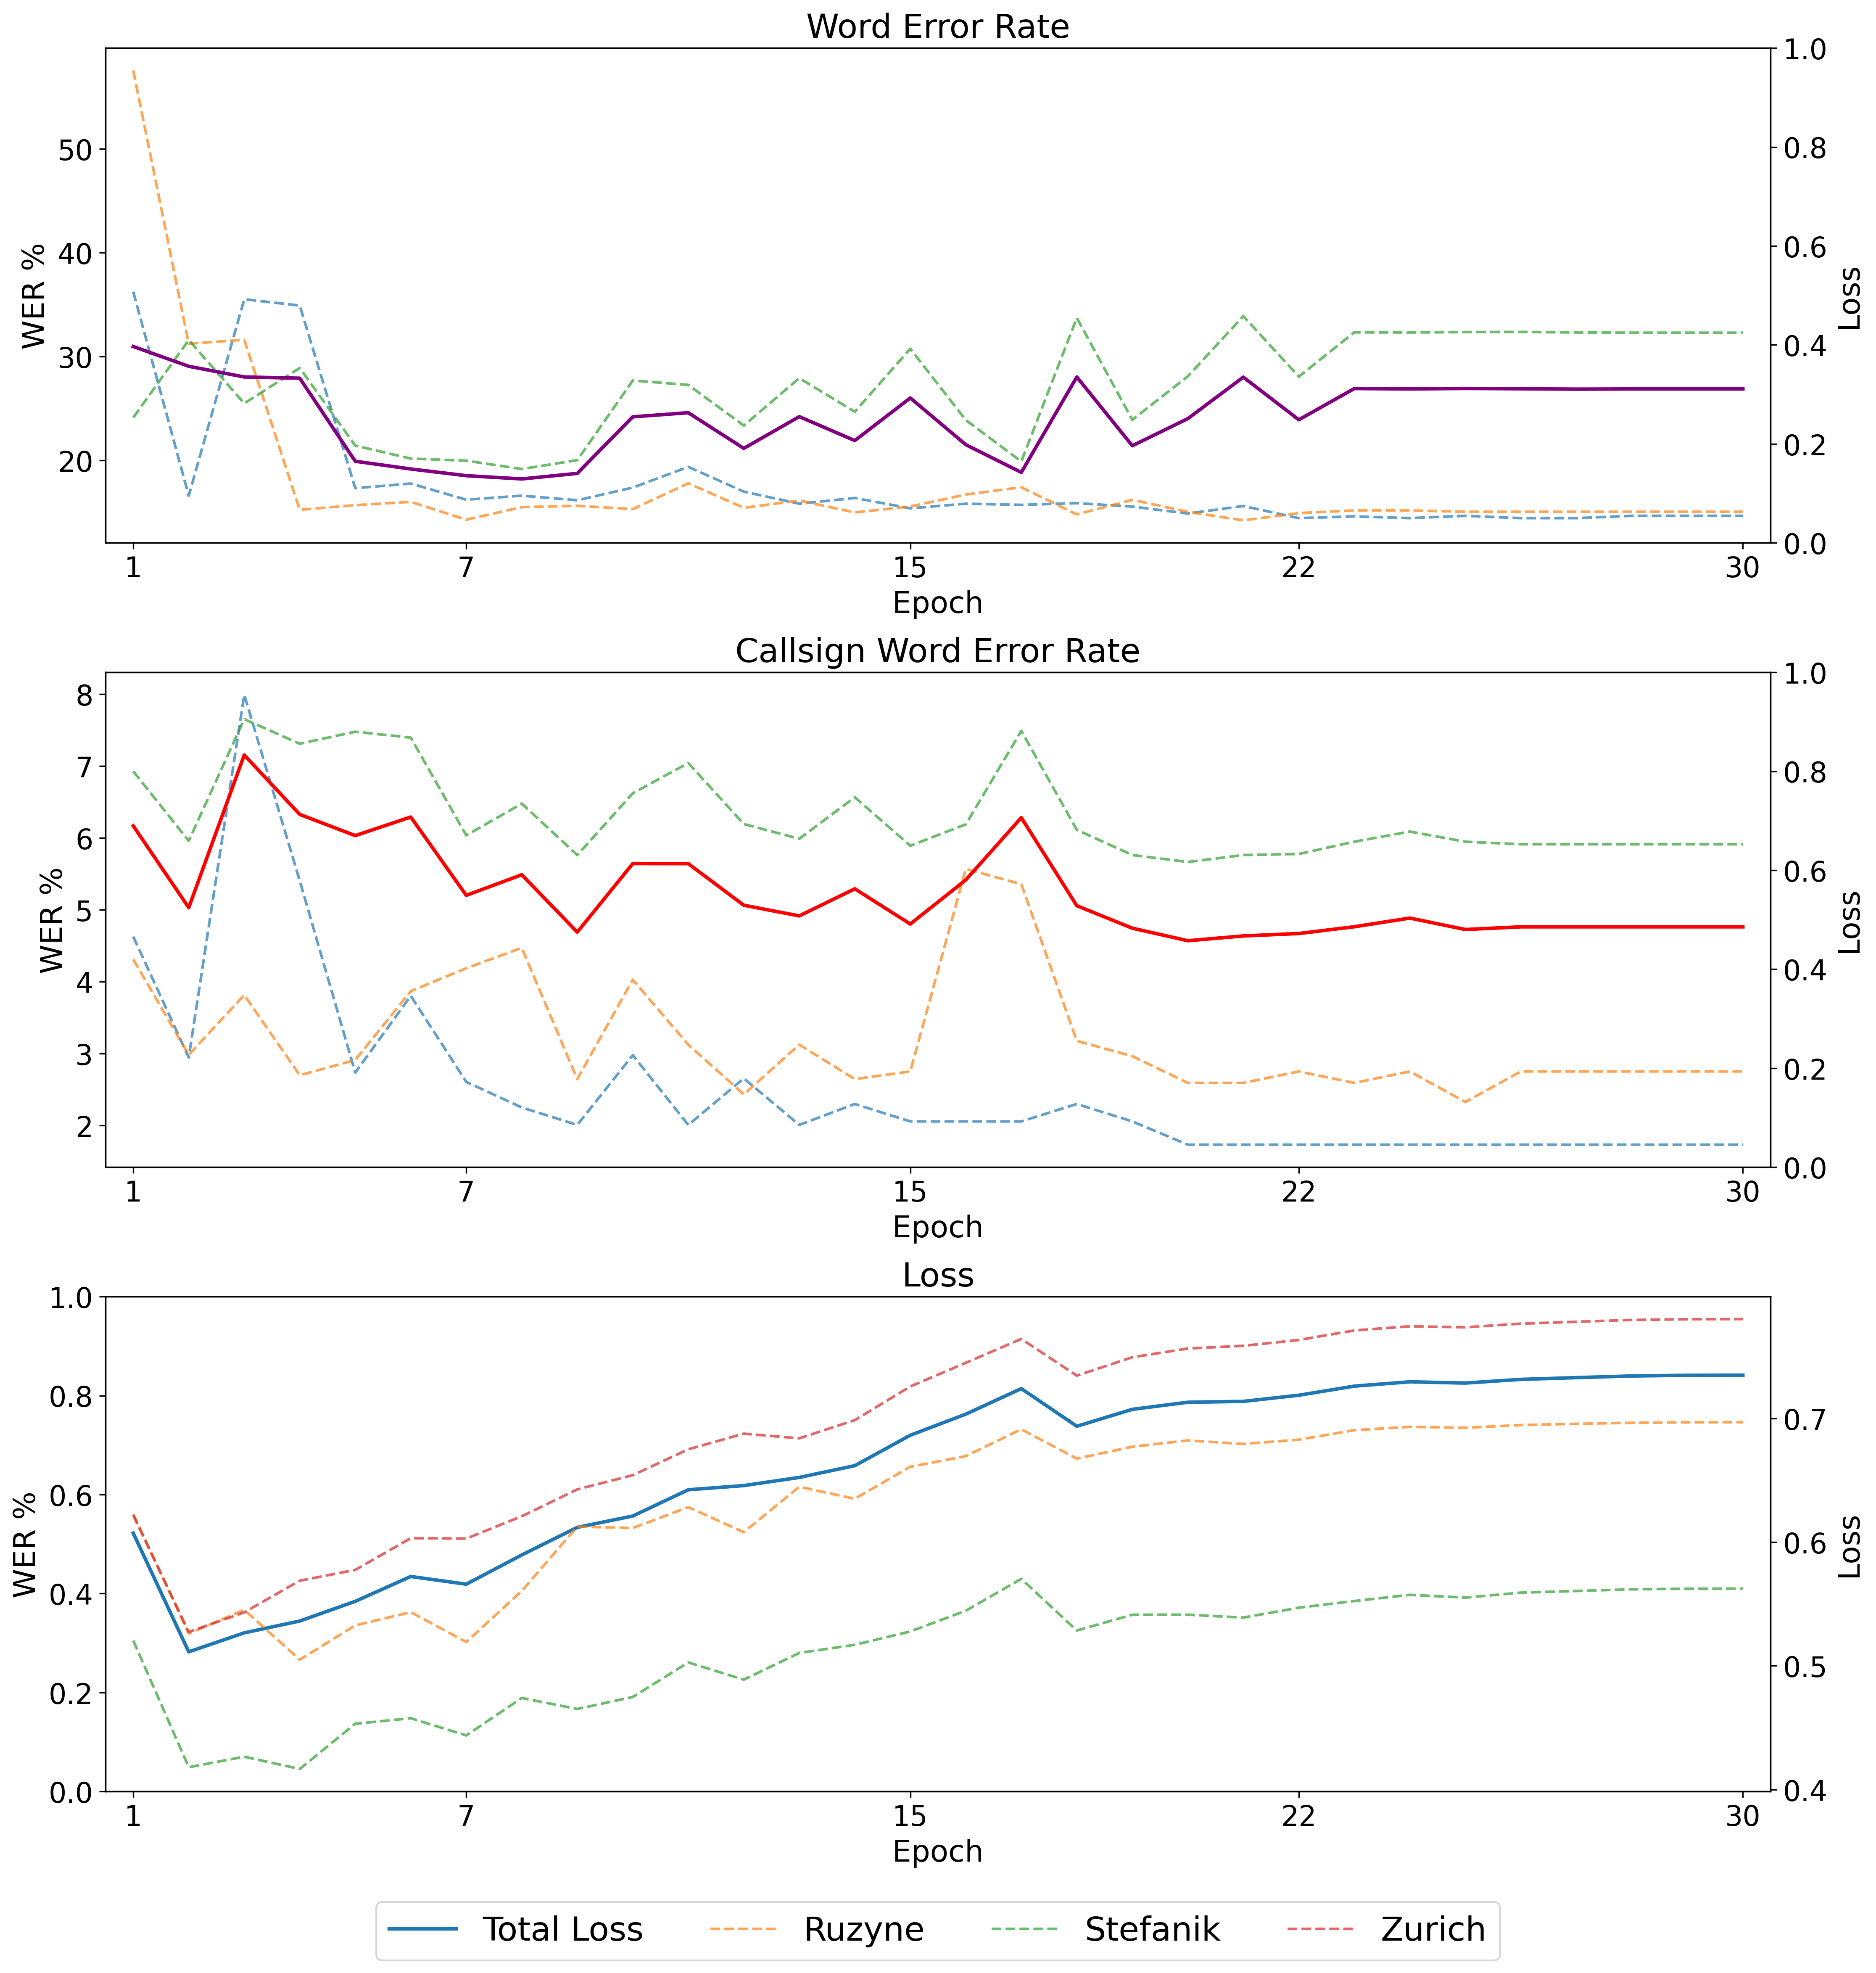 Word Error Rate
WER %
50
40
30
20
1.0
0.8
0.6
0.4
0.2
0.0
Loss
1 7 15 22 30
Epoch
Callsign Word Error Rate
WER %
8
7
6
5
4
3
2
1.0
0.8
0.6
0.4
0.2
0.0
Loss
1 7 15 22 30
Epoch
Loss
WER %
1.0
0.8
0.6
0.4
0.2
0.0
0.7
0.6
0.5
0.4
Loss
1 7 15 22 30
Epoch
Total Loss Ruzyne Stefanik Zurich